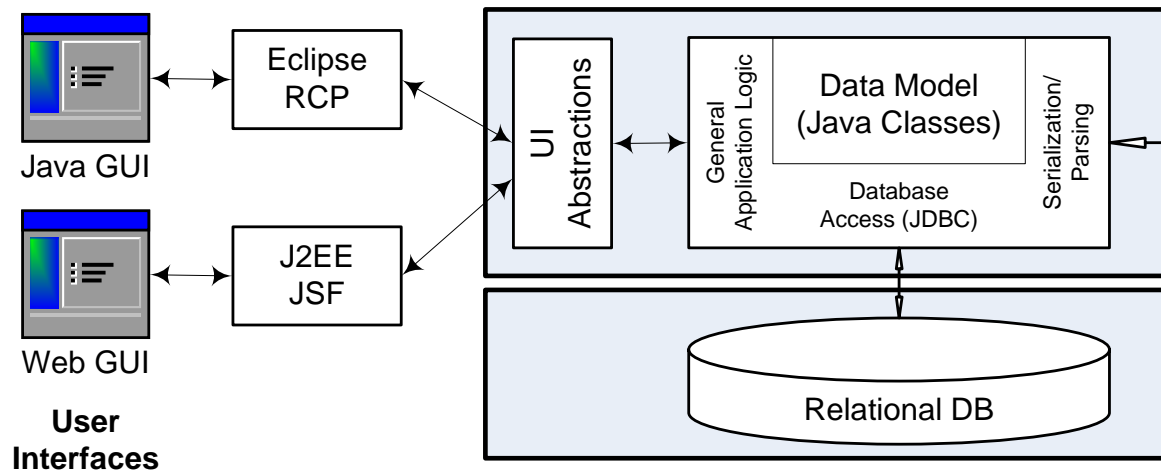 Java GUI
Web GUI
User
Interfaces
Eclipse
RCP
J2EE
JSF
UI
Abstractions
General
Application Logic
Data Model
(Java Classes)
Database
Access (JDBC)
Serialization/
Parsing
Relational DB